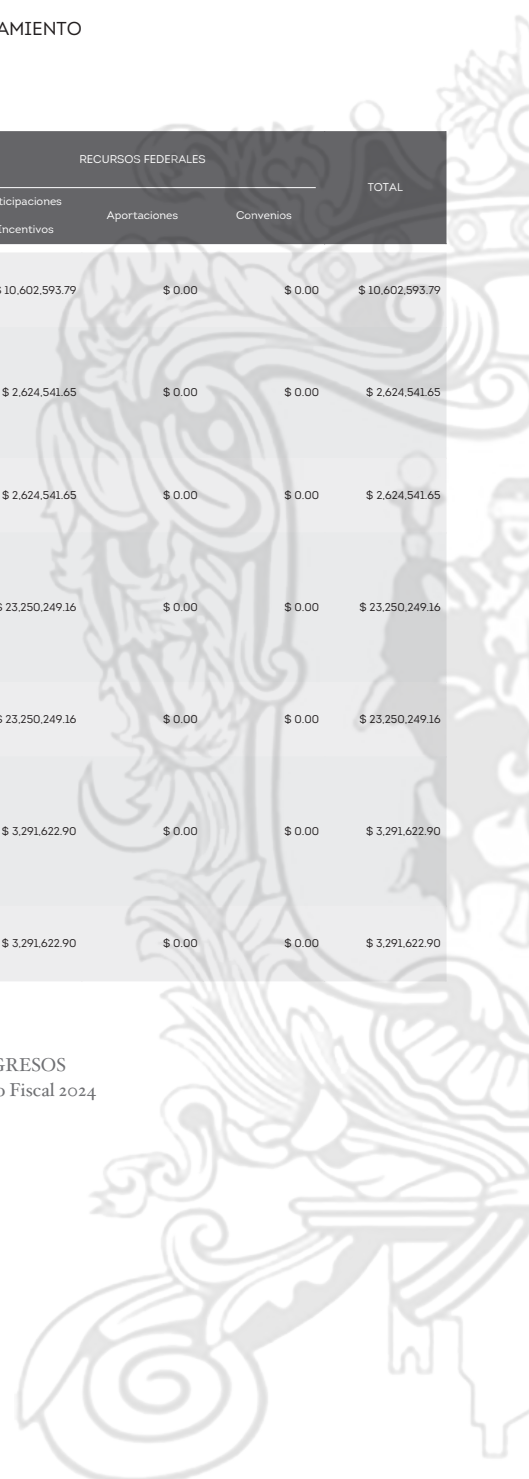 AMIENTO
RECURSOS FEDERALES
TOTAL
ticipaciones
Incentivos
Aportaciones
Convenios
$ 10,602,593.79 $ 0.00 $ 0.00 $ 10,602,593.79
$ 2,624,541.65 $ 0.00 $ 0.00 $ 2,624,541.65
$ 2,624,541.65 $ 0.00 $ 0.00 $ 2,624,541.65
$ 23,250,249.16 $ 0.00 $ 0.00 $ 23,250,249.16
$ 23,250,249.16 $ 0.00 $ 0.00 $ 23,250,249.16
$ 3,291,622.90 $ 0.00 $ 0.00 $ 3,291,622.90
$ 3,291,622.90 $ 0.00 $ 0.00 $ 3,291,622.90
GRESOS
o Fiscal 2024